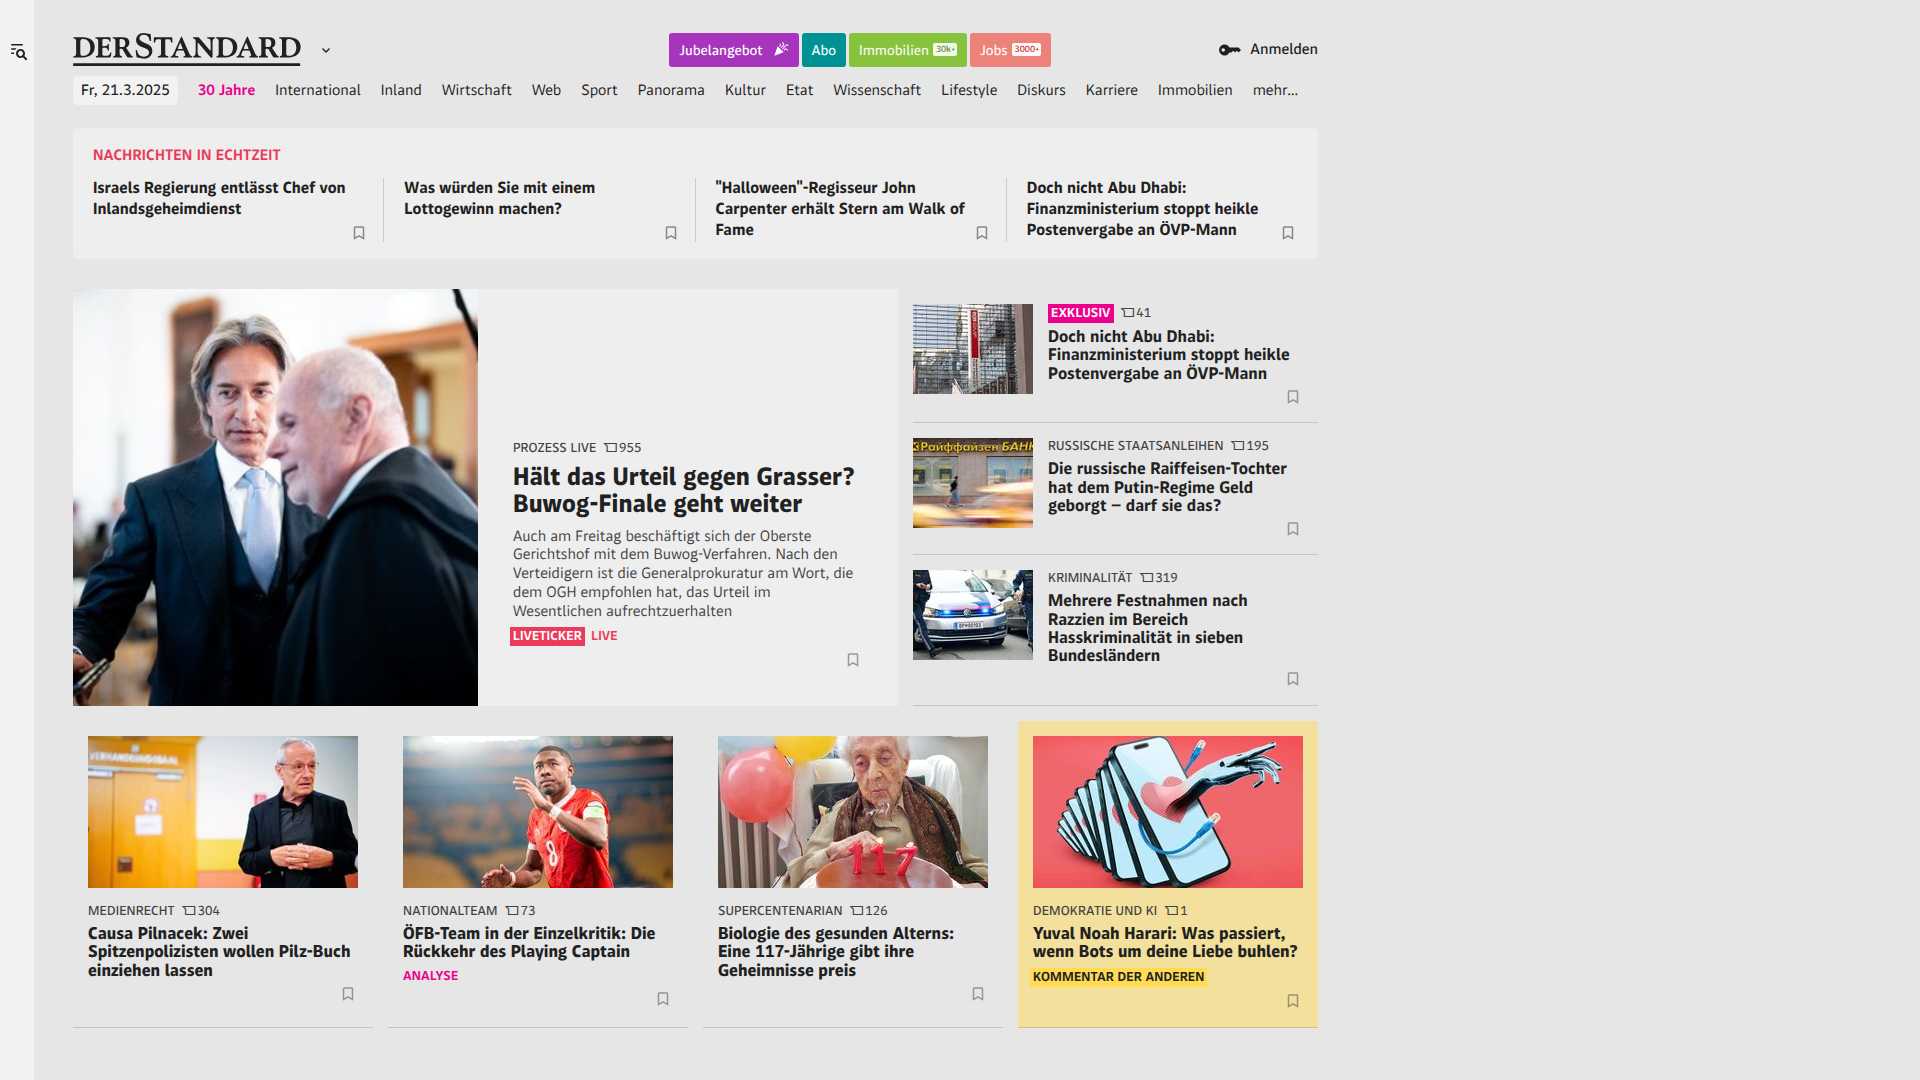 DERSTANDARD
Jubelangebot
Abo
Immobilien 30k+
Jobs 3000+
Anmelden
Fr, 21.3.2025
30 Jahre
International
Inland
Wirtschaft
Web
Sport
Panorama
Kultur
Etat
Wissenschaft
Lifestyle
Diskurs
Karriere
Immobilien
mehr...
NACHRICHTEN IN ECHTZEIT
Israels Regierung entlässt Chef von
Inlandsgeheimdienst
Was würden Sie mit einem
Lottogewinn machen?
"Halloween"-Regisseur John
Carpenter erhält Stern am Walk of
Fame
Doch nicht Abu Dhabi:
Finanzministerium stoppt heikle
Postenvergabe an ÖVP-Mann
PROZESS LIVE 955
Hält das Urteil gegen Grasser?
Buwog-Finale geht weiter
Auch am Freitag beschäftigt sich der Oberste
Gerichtshof mit dem Buwog-Verfahren. Nach den
Verteidigern ist die Generalprokuratur am Wort, die
dem OGH empfohlen hat, das Urteil im
Wesentlichen aufrechtzuerhalten
LIVETICKER LIVE
EXKLUSIV 41
Doch nicht Abu Dhabi:
Finanzministerium stoppt heikle
Postenvergabe an ÖVP-Mann
Райффайзен БАНК
RUSSISCHE STAATSANLEIHEN 195
Die russische Raiffeisen-Tochter
hat dem Putin-Regime Geld
geborgt – darf sie das?
KRIMINALITÄT 319
Mehrere Festnahmen nach
Razzien im Bereich
Hasskriminalität in sieben
Bundesländern
VERHANDLUNGSSAAL
MEDIENRECHT 304
Causa Pilnacek: Zwei
Spitzenpolizisten wollen Pilz-Buch
einziehen lassen
8
NATIONALTEAM 73
ÖFB-Team in der Einzelkritik: Die
Rückkehr des Playing Captain
ANALYSE
117
SUPERCENTENARIAN 126
Biologie des gesunden Alterns:
Eine 117-Jährige gibt ihre
Geheimnisse preis
DEMOKRATIE UND KI 1
Yuval Noah Harari: Was passiert,
wenn Bots um deine Liebe buhlen?
KOMMENTAR DER ANDEREN